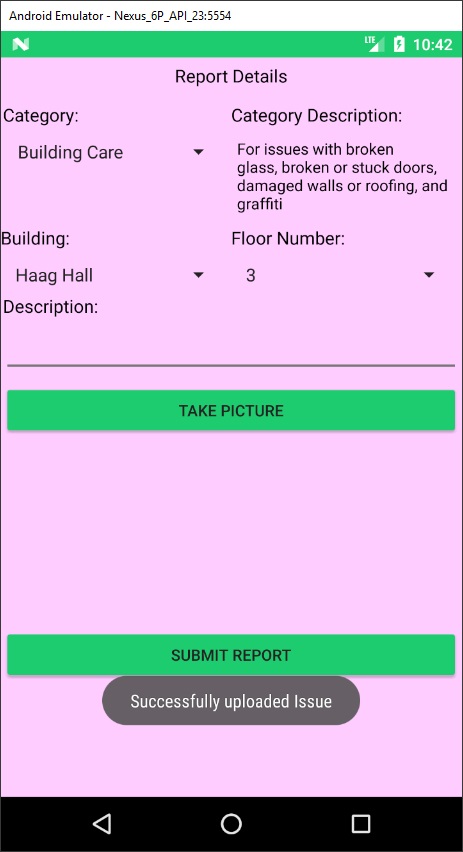 Android Emulator - Nexus_6P_API_23:5554
LTE 10:42
Report Details
Category:
Category Description:
Building Care
For issues with broken
glass, broken or stuck doors,
damaged walls or roofing, and
graffiti
Building:
Floor Number:
Haag Hall
3
Description:
TAKE PICTURE
SUBMIT REPORT
Successfully uploaded Issue